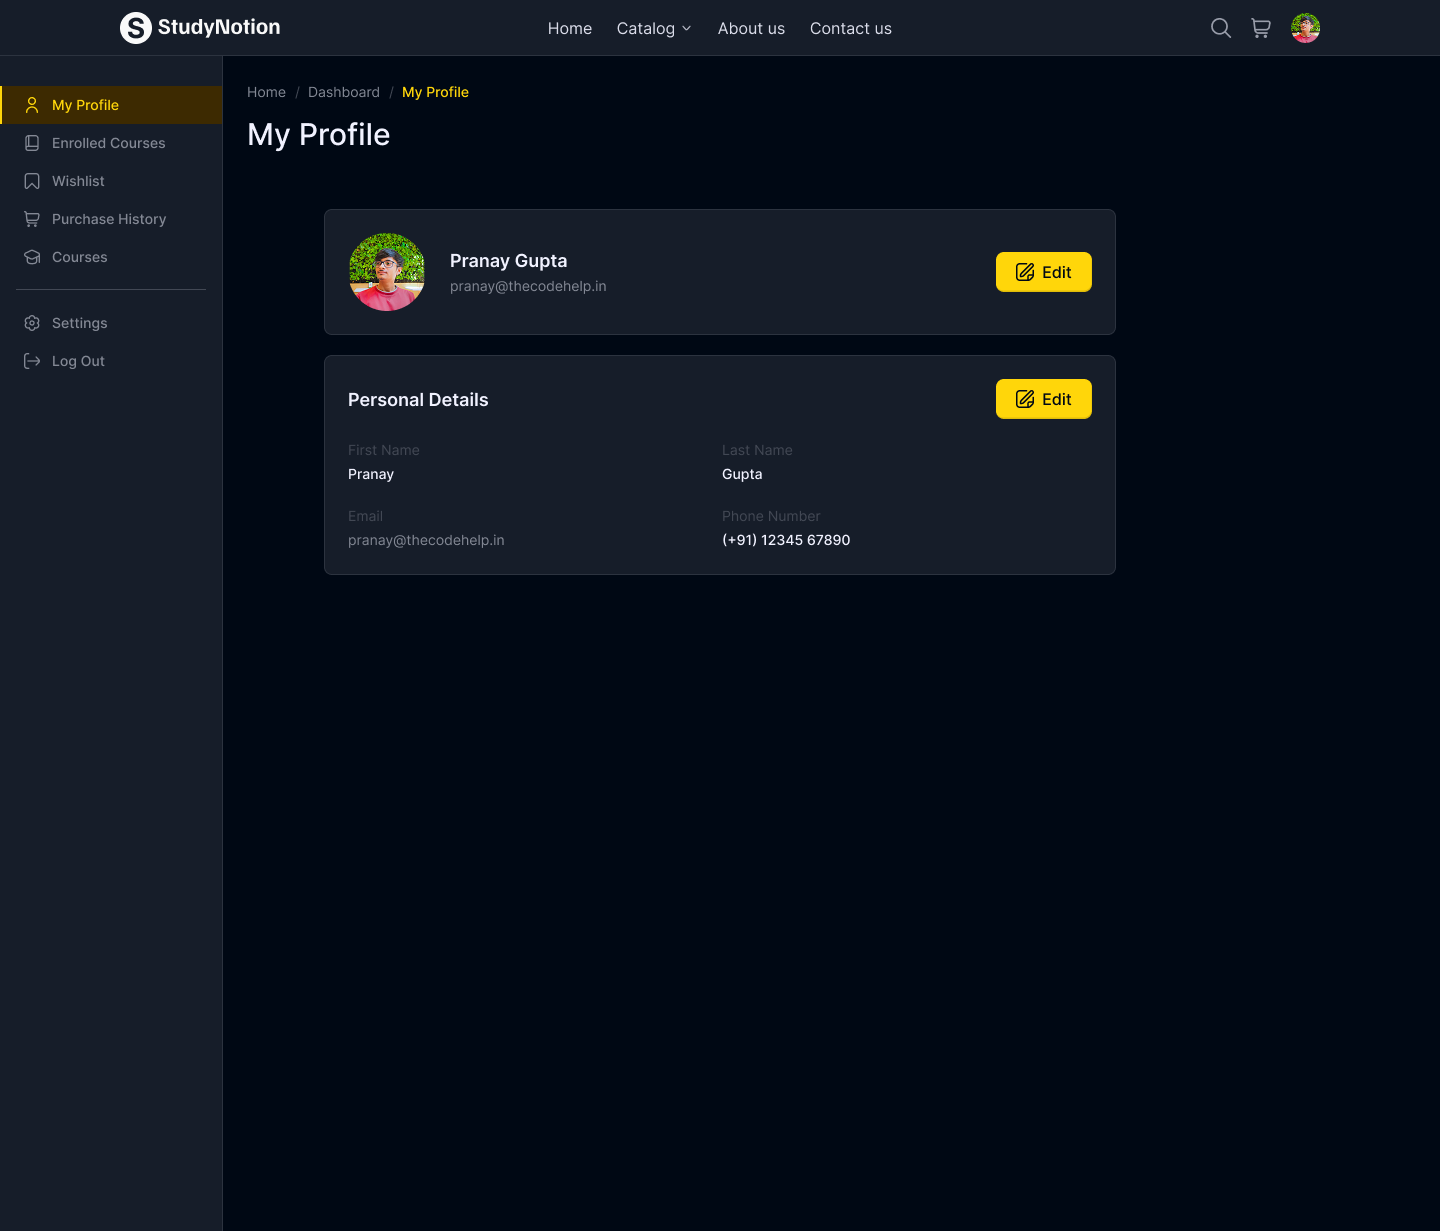 StudyNotion
Home Catalog About us Contact us
My Profile
Enrolled Courses
Wishlist
Purchase History
Courses
Settings
Log Out
Home / Dashboard / My Profile
My Profile
Pranay Gupta
pranay@thecodehelp.in
Edit
Personal Details
Edit
First Name
Pranay
Last Name
Gupta
Email
pranay@thecodehelp.in
Phone Number
(+91) 12345 67890